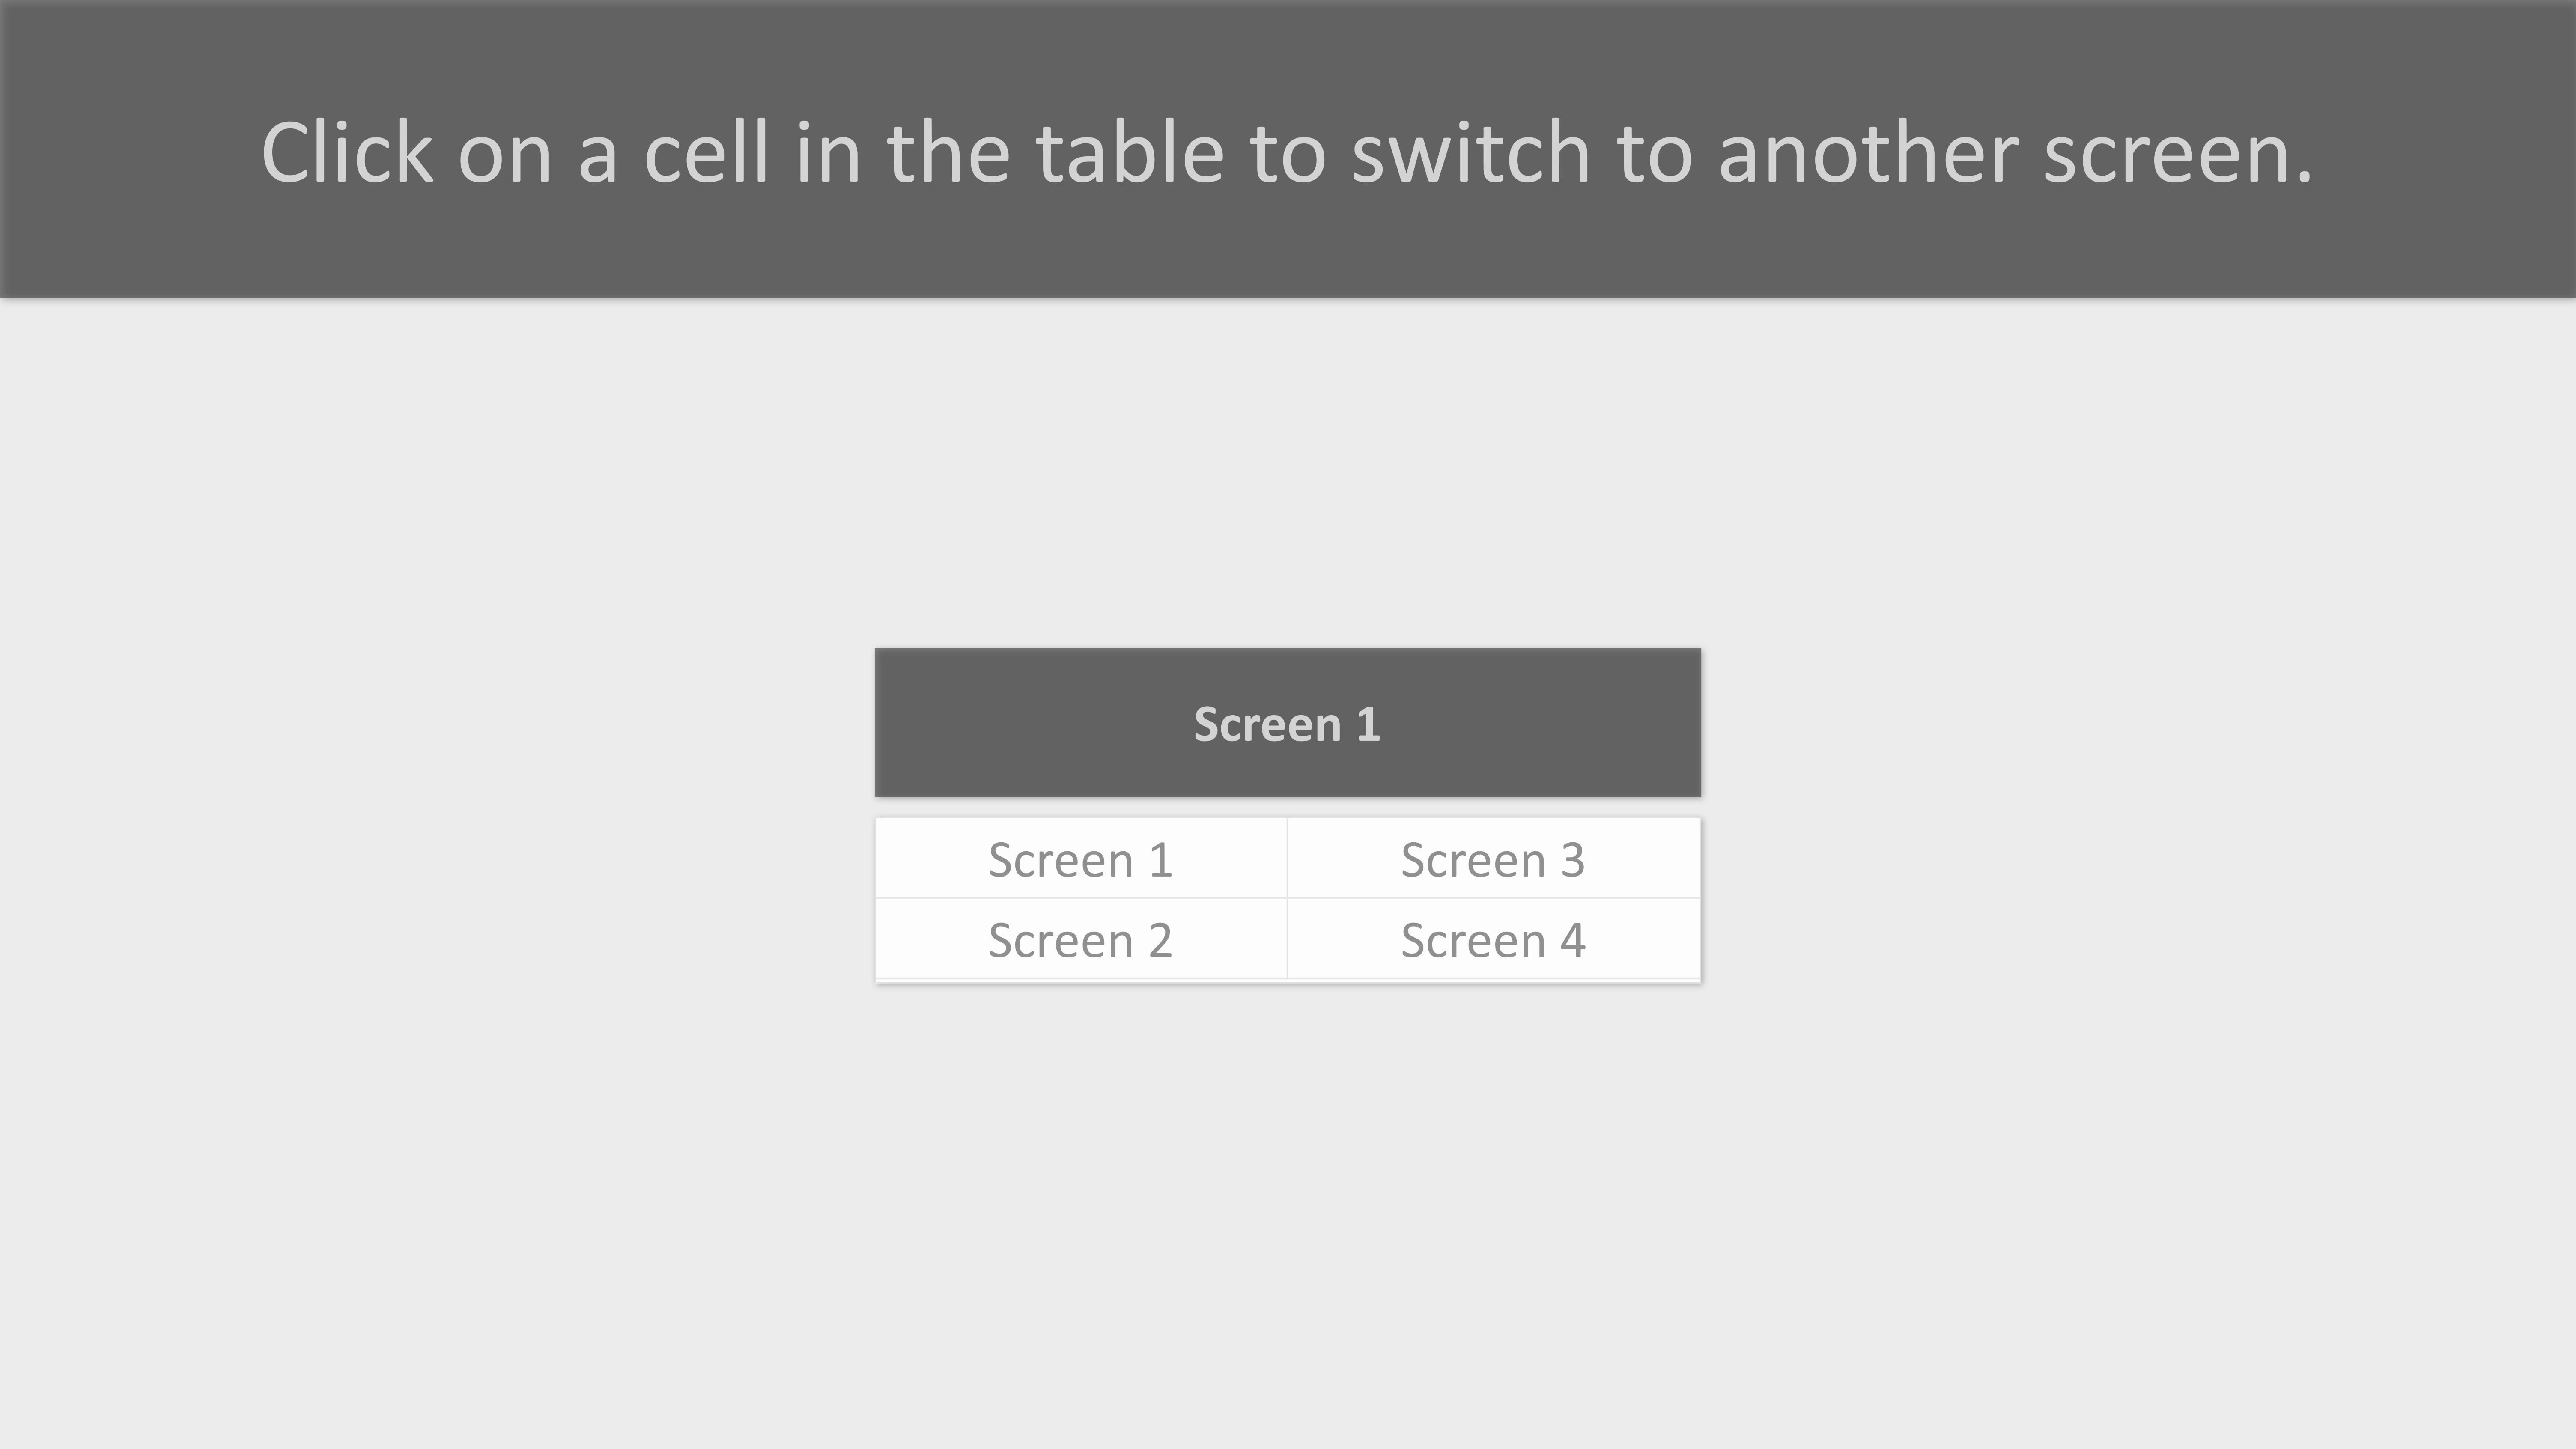 Click on a cell in the table to switch to another screen.
Screen 1
Screen 1 Screen 3
Screen 2 Screen 4